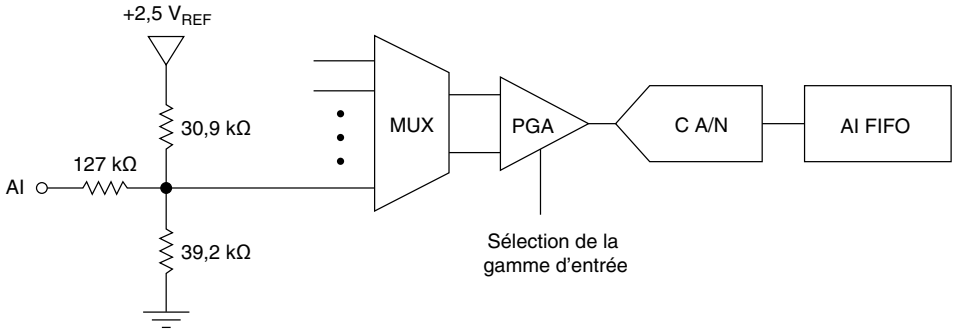 +2,5 VREF
30,9 kΩ
127 kΩ
AI
39,2 kΩ
MUX
PGA
C A/N
AI FIFO
Sélection de la
gamme d’entrée